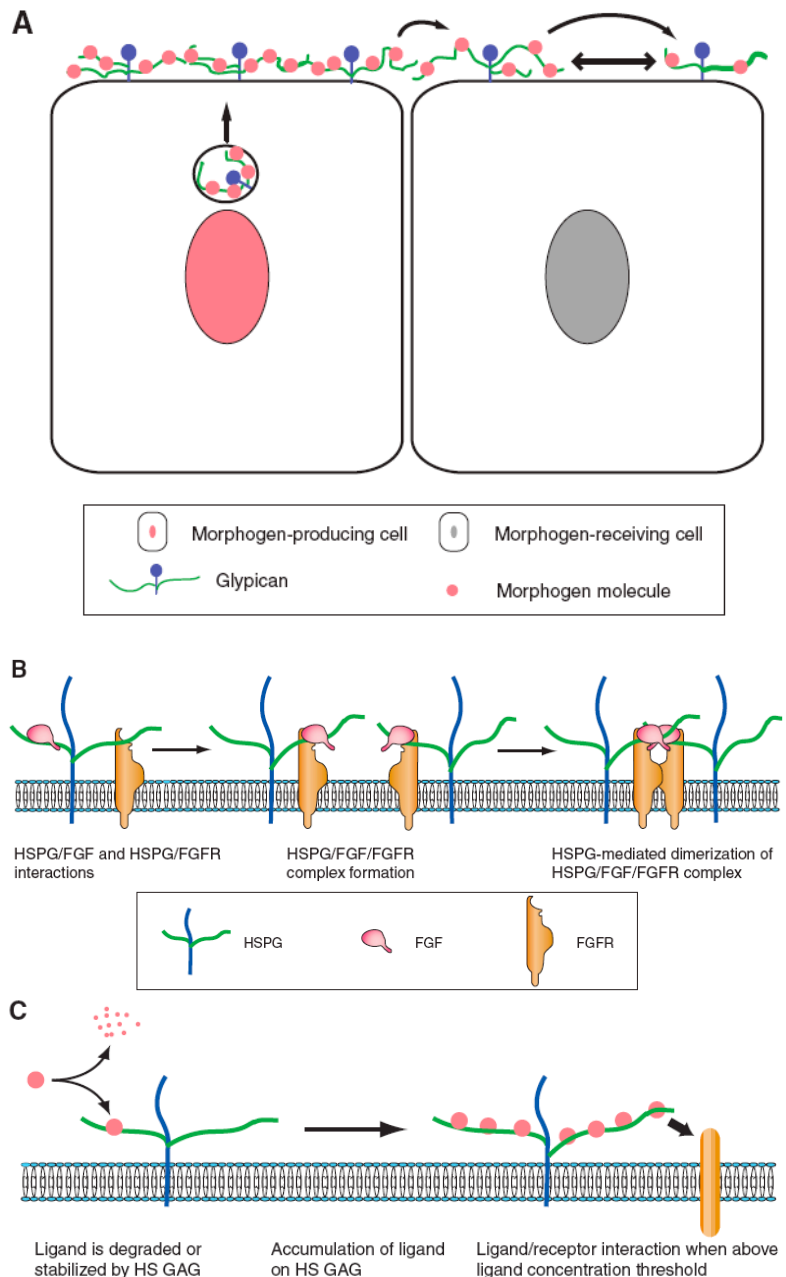 A
Morphogen-producing cell
Morphogen-receiving cell
Glypican
Morphogen molecule
B
HSPG/FGF and HSPG/FGFR
interactions
HSPG/FGF/FGFR
complex formation
HSPG-mediated dimerization of
HSPG/FGF/FGFR complex
HSPG
FGF
FGFR
C
Ligand is degraded or
stabilized by HS GAG
Accumulation of ligand
on HS GAG
Ligand/receptor interaction when above
ligand concentration threshold